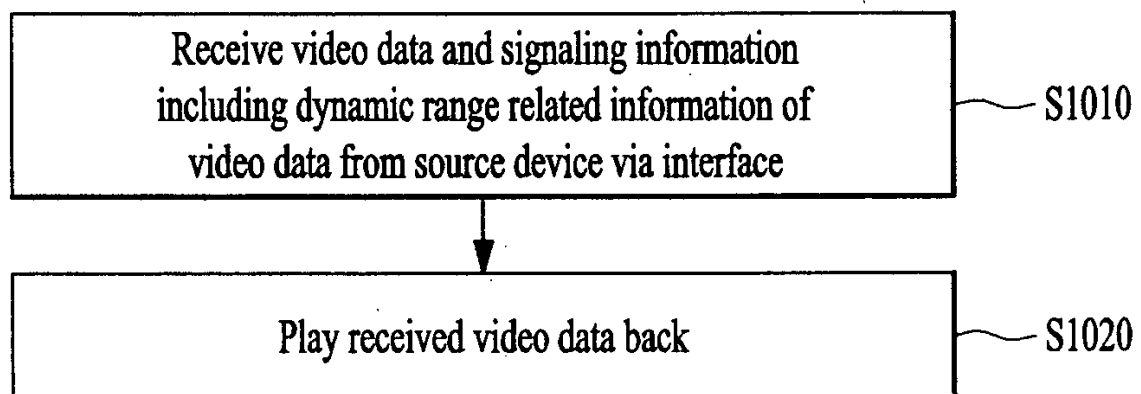 Receive video data and signaling information
including dynamic range related information of
video data from source device via interface
S1010
Play received video data back
S1020